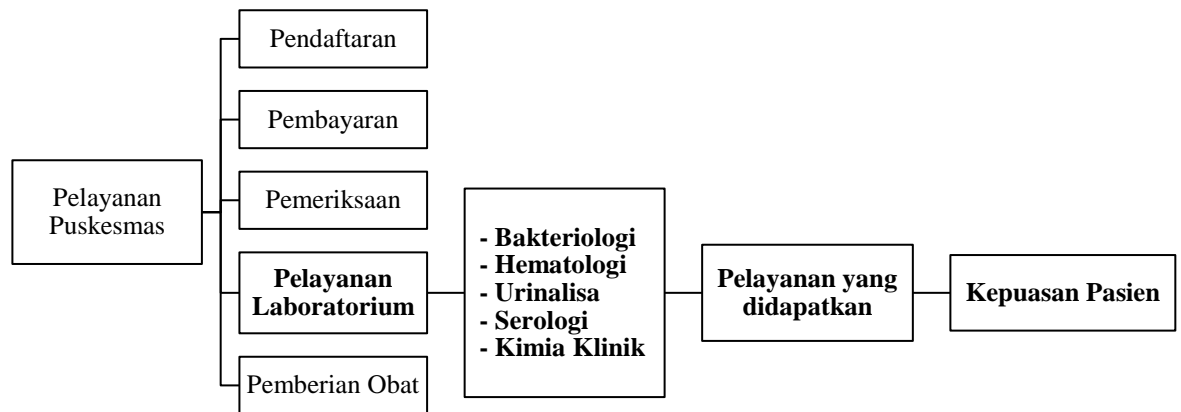 Pendaftaran
Pembayaran
Pelayanan
Puskesmas
Pemeriksaan
Pelayanan
Laboratorium
Pemberian Obat
- Bakteriologi
- Hematologi
- Urinalisa
- Serologi
- Kimia Klinik
Pelayanan yang
didapatkan
Kepuasan Pasien